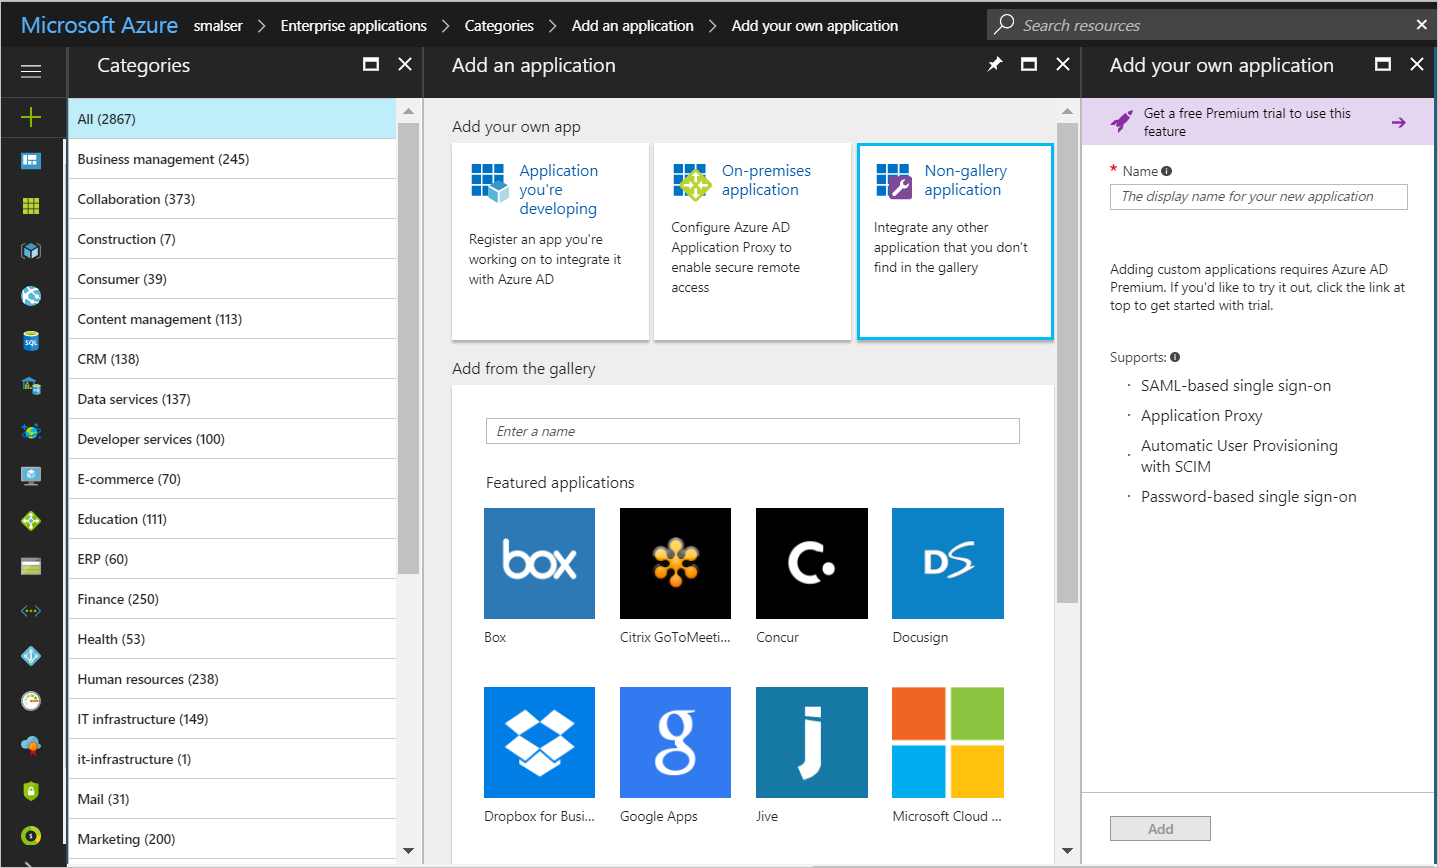 Microsoft Azure smalser Enterprise applications Categories Add an application Add your own application Search resources
Categories
All (2867)
Business management (245)
Collaboration (373)
Construction (7)
Consumer (39)
Content management (113)
CRM (138)
Data services (137)
Developer services (100)
E-commerce (70)
Education (111)
ERP (60)
Finance (250)
Health (53)
Human resources (238)
IT infrastructure (149)
it-infrastructure (1)
Mail (31)
Marketing (200)
Add an application
Add your own app
Application
you're
developing
Register an app you're
working on to integrate it
with Azure AD
On-premises
application
Configure Azure AD
Application Proxy to
enable secure remote
access
Non-gallery
application
Integrate any other
application that you don't
find in the gallery
Add from the gallery
Enter a name
Featured applications
box
C.
DS
Box
Citrix GoToMeeti...
Concur
Docusign
g
j
Dropbox for Busi...
Google Apps
Jive
Microsoft Cloud ...
Add your own application
Get a free Premium trial to use this
feature
* Name
The display name for your new application
Adding custom applications requires Azure AD
Premium. If you'd like to try it out, click the link at
top to get started with trial.
Supports:
· SAML-based single sign-on
· Application Proxy
· Automatic User Provisioning
with SCIM
· Password-based single sign-on
Add
SQL